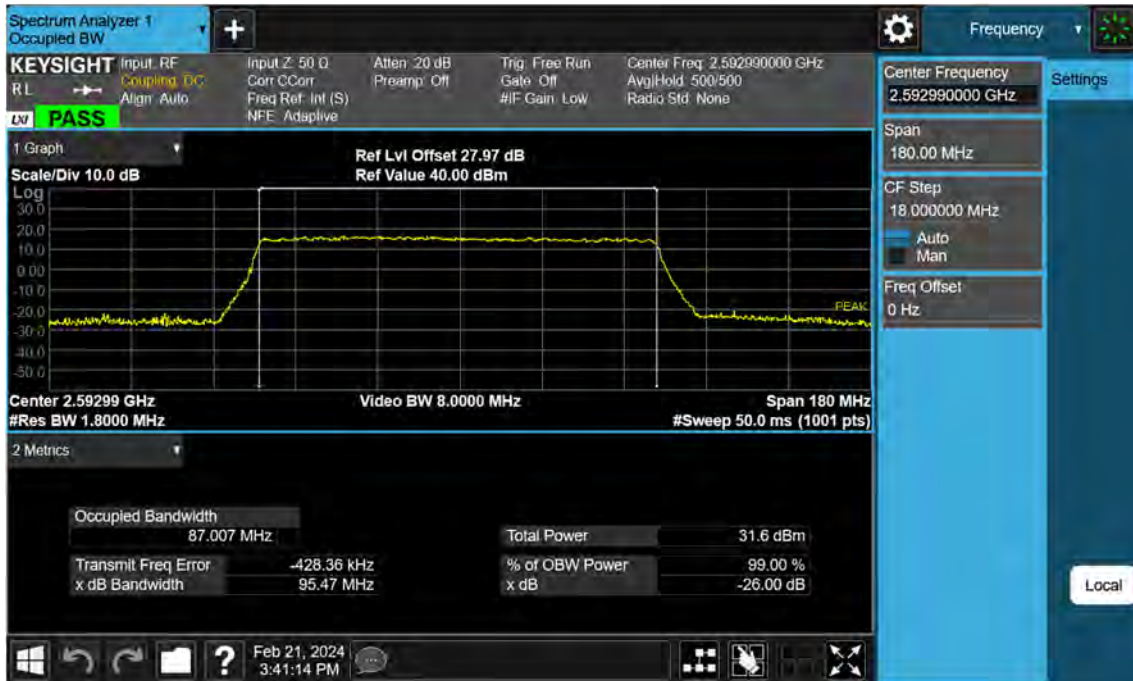 Spectrum Analyzer 1
Occupied BW
+
Frequency
KEYSIGHT
Input: RF
Input Z: 50 Ω
Atten: 20 dB
Trig: Free Run
Center Freq: 2.592990000 GHz
RL
Coupling: DC
Corr CCorr
Preamp: Off
Gate: Off
Avg|Hold: 500/500
Align: Auto
Freq Ref: Int (S)
#IF Gain: Low
Radio Std: None
LXI
PASS
NFE: Adaptive
Center Frequency
2.592990000 GHz
Settings
Span
180.00 MHz
CF Step
18.000000 MHz
Auto
Man
Freq Offset
0 Hz
1 Graph
Ref Lvl Offset 27.97 dB
Scale/Div 10.0 dB
Ref Value 40.00 dBm
Log
30.0
20.0
10.0
0.00
-10.0
-20.0
-30.0
-40.0
-50.0
PEAK
Center 2.59299 GHz
Video BW 8.0000 MHz
Span 180 MHz
#Res BW 1.8000 MHz
#Sweep 50.0 ms (1001 pts)
2 Metrics
Occupied Bandwidth
87.007 MHz
Total Power
31.6 dBm
Transmit Freq Error
-428.36 kHz
% of OBW Power
99.00 %
x dB Bandwidth
95.47 MHz
x dB
-26.00 dB
Local
?
Feb 21, 2024
3:41:14 PM